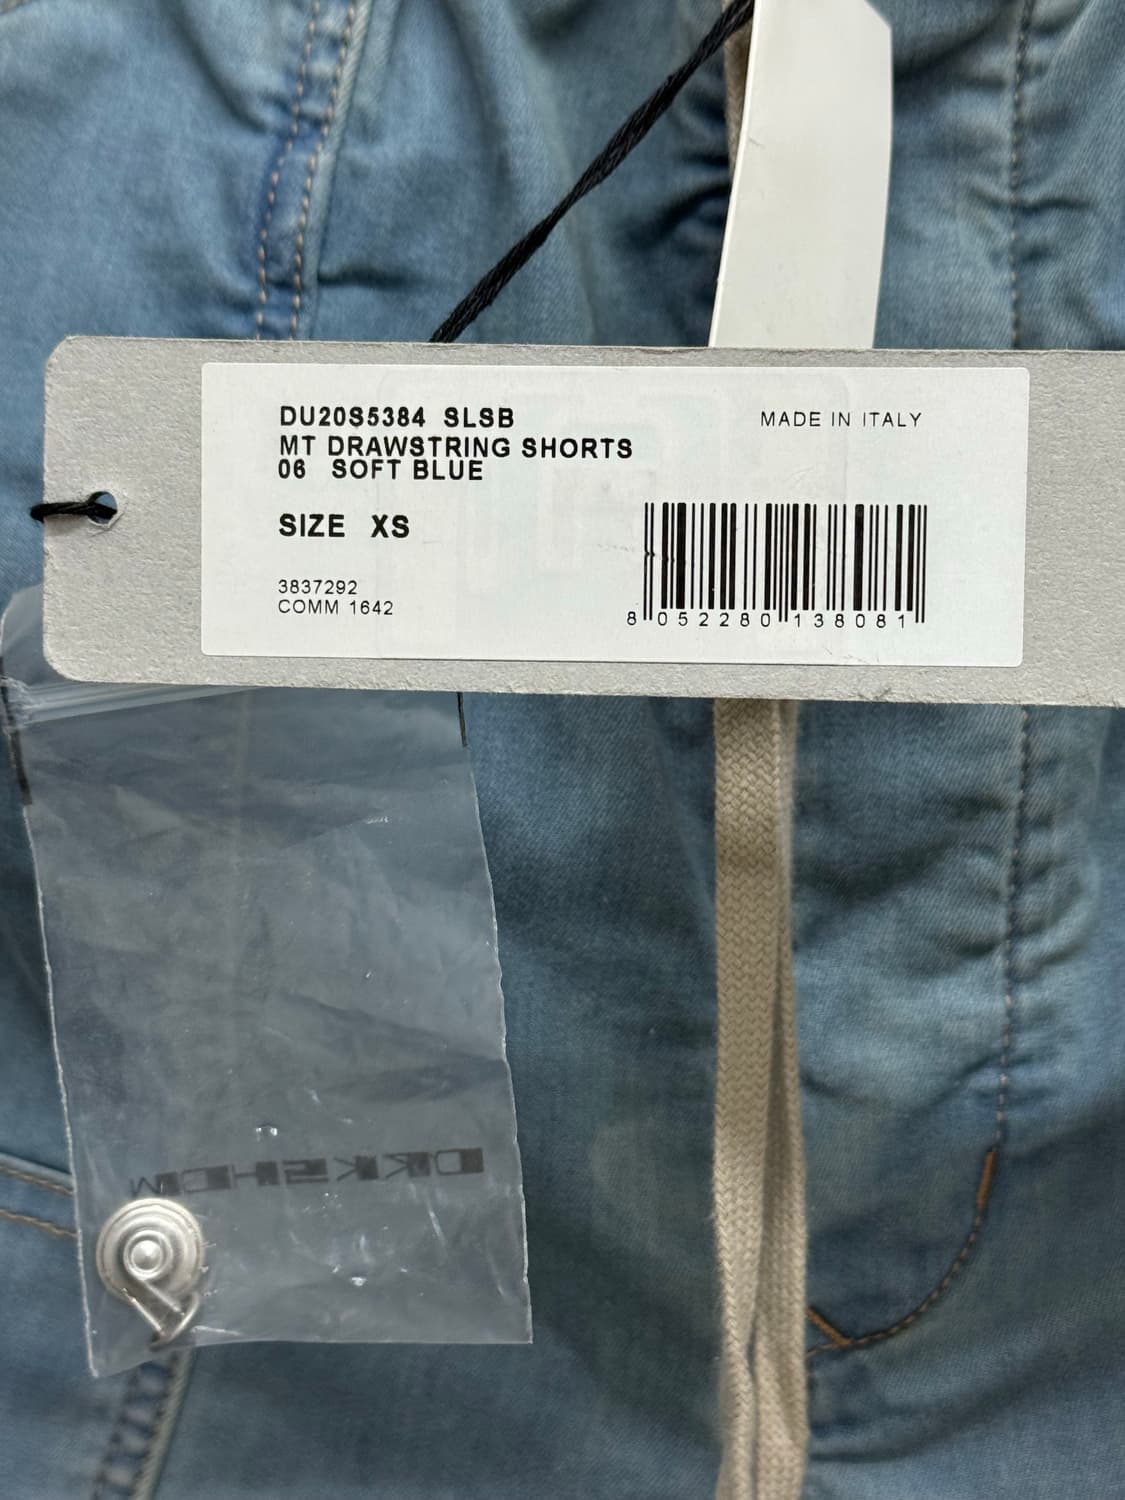 DU20S5384 SLSB
MADE IN ITALY
MT DRAWSTRING SHORTS
06 SOFT BLUE
SIZE XS
3837292
COMM 1642
8 052280 138081
DRKSHDW